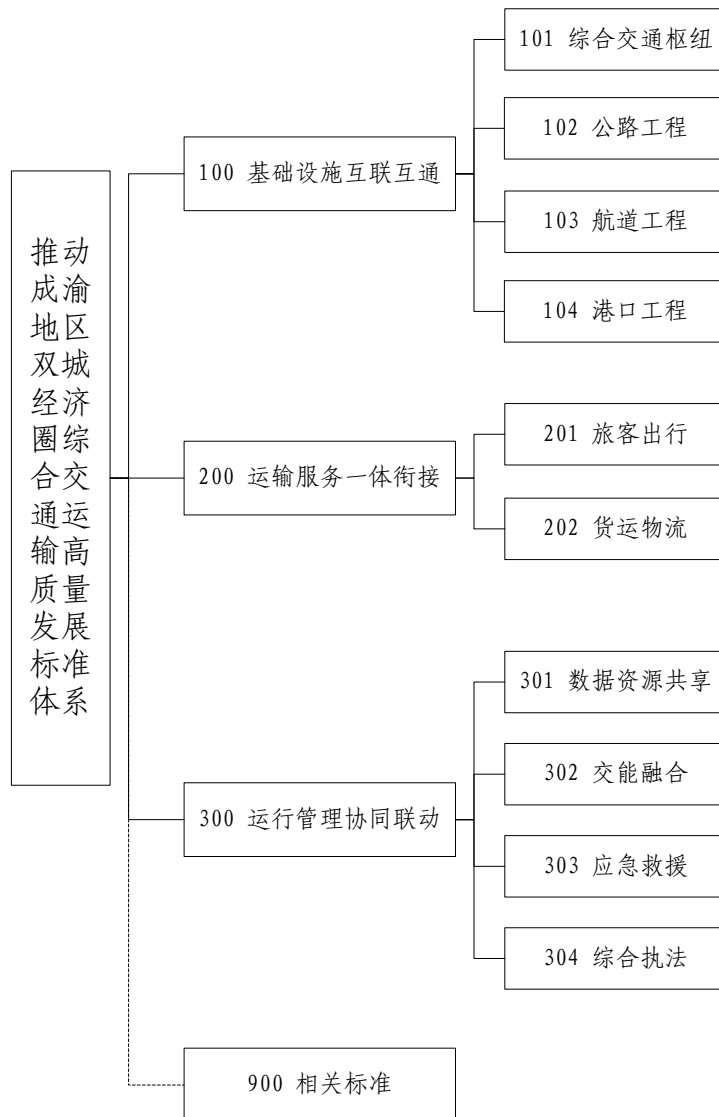 推动
成渝
地区
双城
经济
圈综
合交
通运
输高
质量
发展
标准
体系
100 基础设施互联互通
101 综合交通枢纽
102 公路工程
103 航道工程
104 港口工程
200 运输服务一体衔接
201 旅客出行
202 货运物流
300 运行管理协同联动
301 数据资源共享
302 交能融合
303 应急救援
304 综合执法
900 相关标准